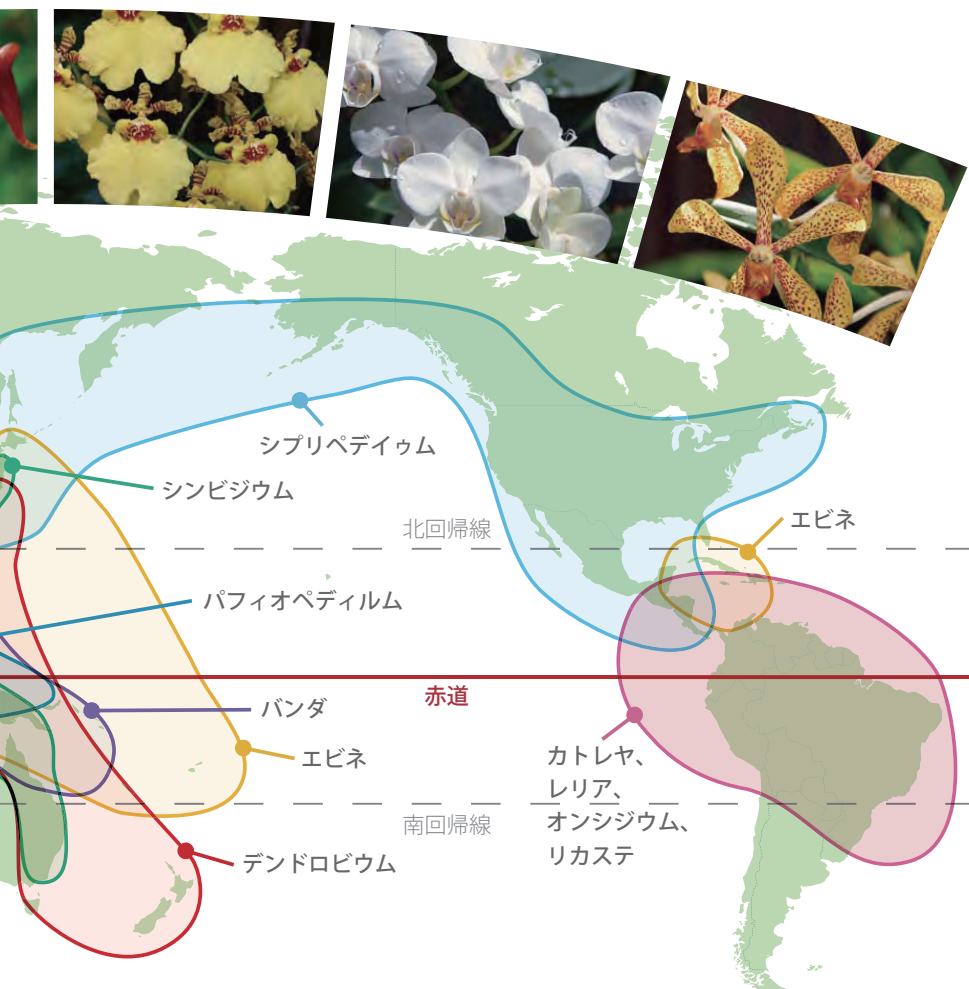 シプリペデイゥム
シンビジウム
北回帰線
エビネ
パフィオペディルム
赤道
バンダ
エビネ
カトレヤ、
レリア、
オンシジウム、
リカステ
南回帰線
デンドロビウム